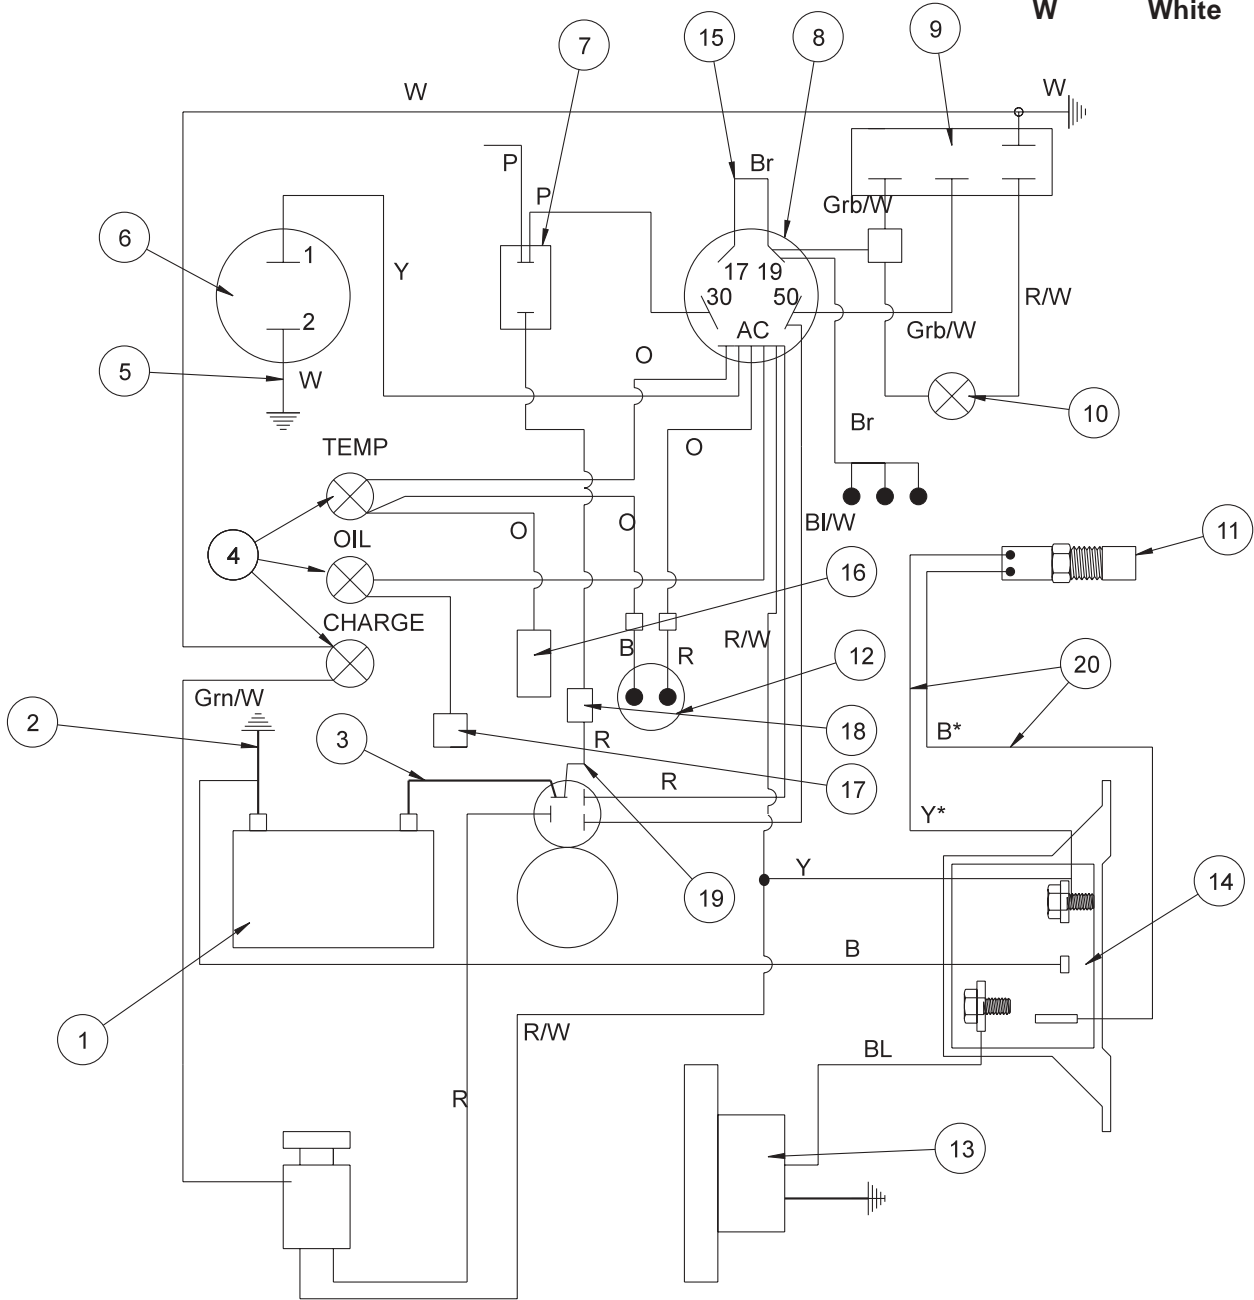 W White
15
8
9
7
W
W
P
Br
P
Grb/W
6
1
Y
17 19
30 50
R/W
2
AC
Grb/W
5
W
O
10
TEMP
Br
O
O
O
BI/W
4
OIL
11
16
CHARGE
R/W
B
R
12
20
Grn/W
2
3
18
B*
R
R
17
Y*
Y
19
14
B
1
R/W
BL
R
13